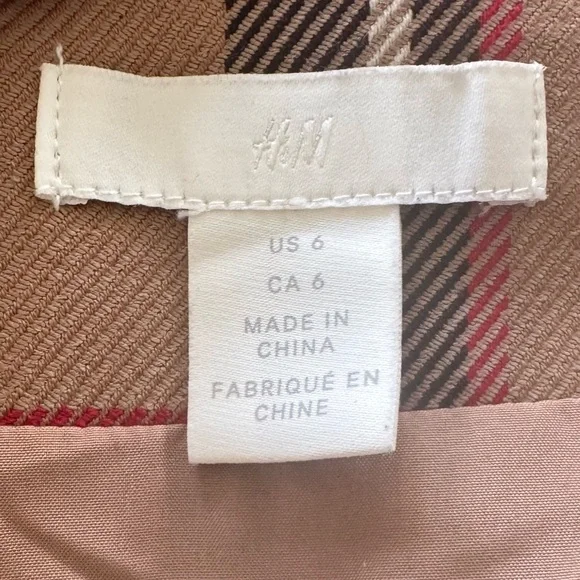 H&M
US 6
CA 6
MADE IN
CHINA
FABRIQUÉ EN
CHINE